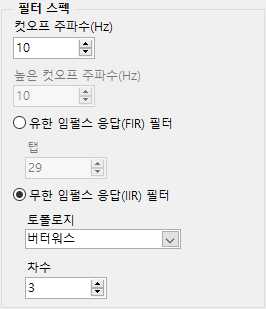 필터 스펙
컷오프 주파수(Hz)
10
높은 컷오프 주파수(Hz)
10
유한 임펄스 응답(FIR) 필터
탭
29
무한 임펄스 응답(IIR) 필터
토폴로지
버터워스
차수
3